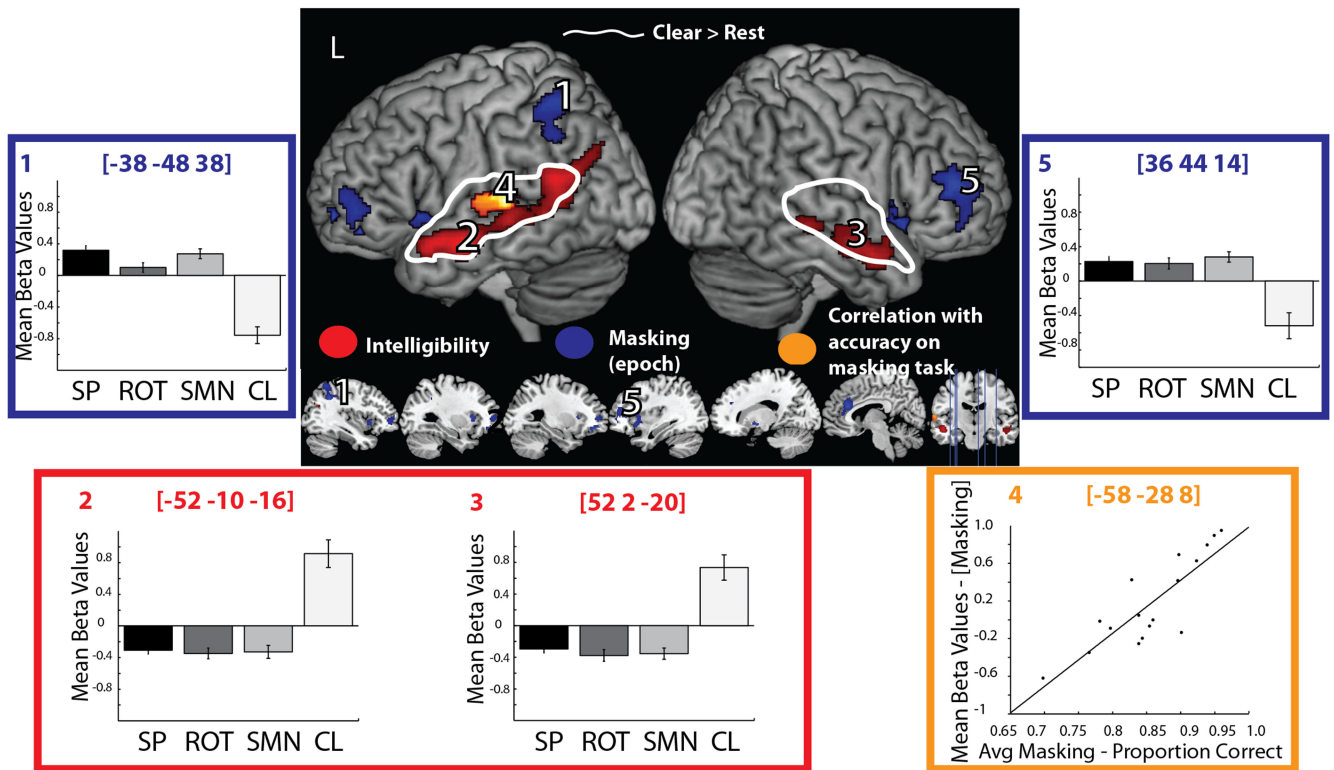 L
Clear > Rest
1
5
4
2
3
Intelligibility
Masking
(epoch)
Correlation with
accuracy on
masking task
1
5
1 [-38 -48 38]
Mean Beta Values
0.8
0.4
0
-0.4
-0.8
SP ROT SMN CL
5 [36 44 14]
Mean Beta Values
0.8
0.4
0
-0.4
-0.8
SP ROT SMN CL
2 [-52 -10 -16]
Mean Beta Values
0.8
0.4
0
-0.4
-0.8
SP ROT SMN CL
3 [52 2 -20]
Mean Beta Values
0.8
0.4
0
-0.4
-0.8
SP ROT SMN CL
4 [-58 -28 8]
Mean Beta Values - [Masking]
1.0
0.6
0.2
-0.2
-0.6
-1
0.65 0.7 0.75 0.8 0.85 0.9 0.95 1.0
Avg Masking - Proportion Correct